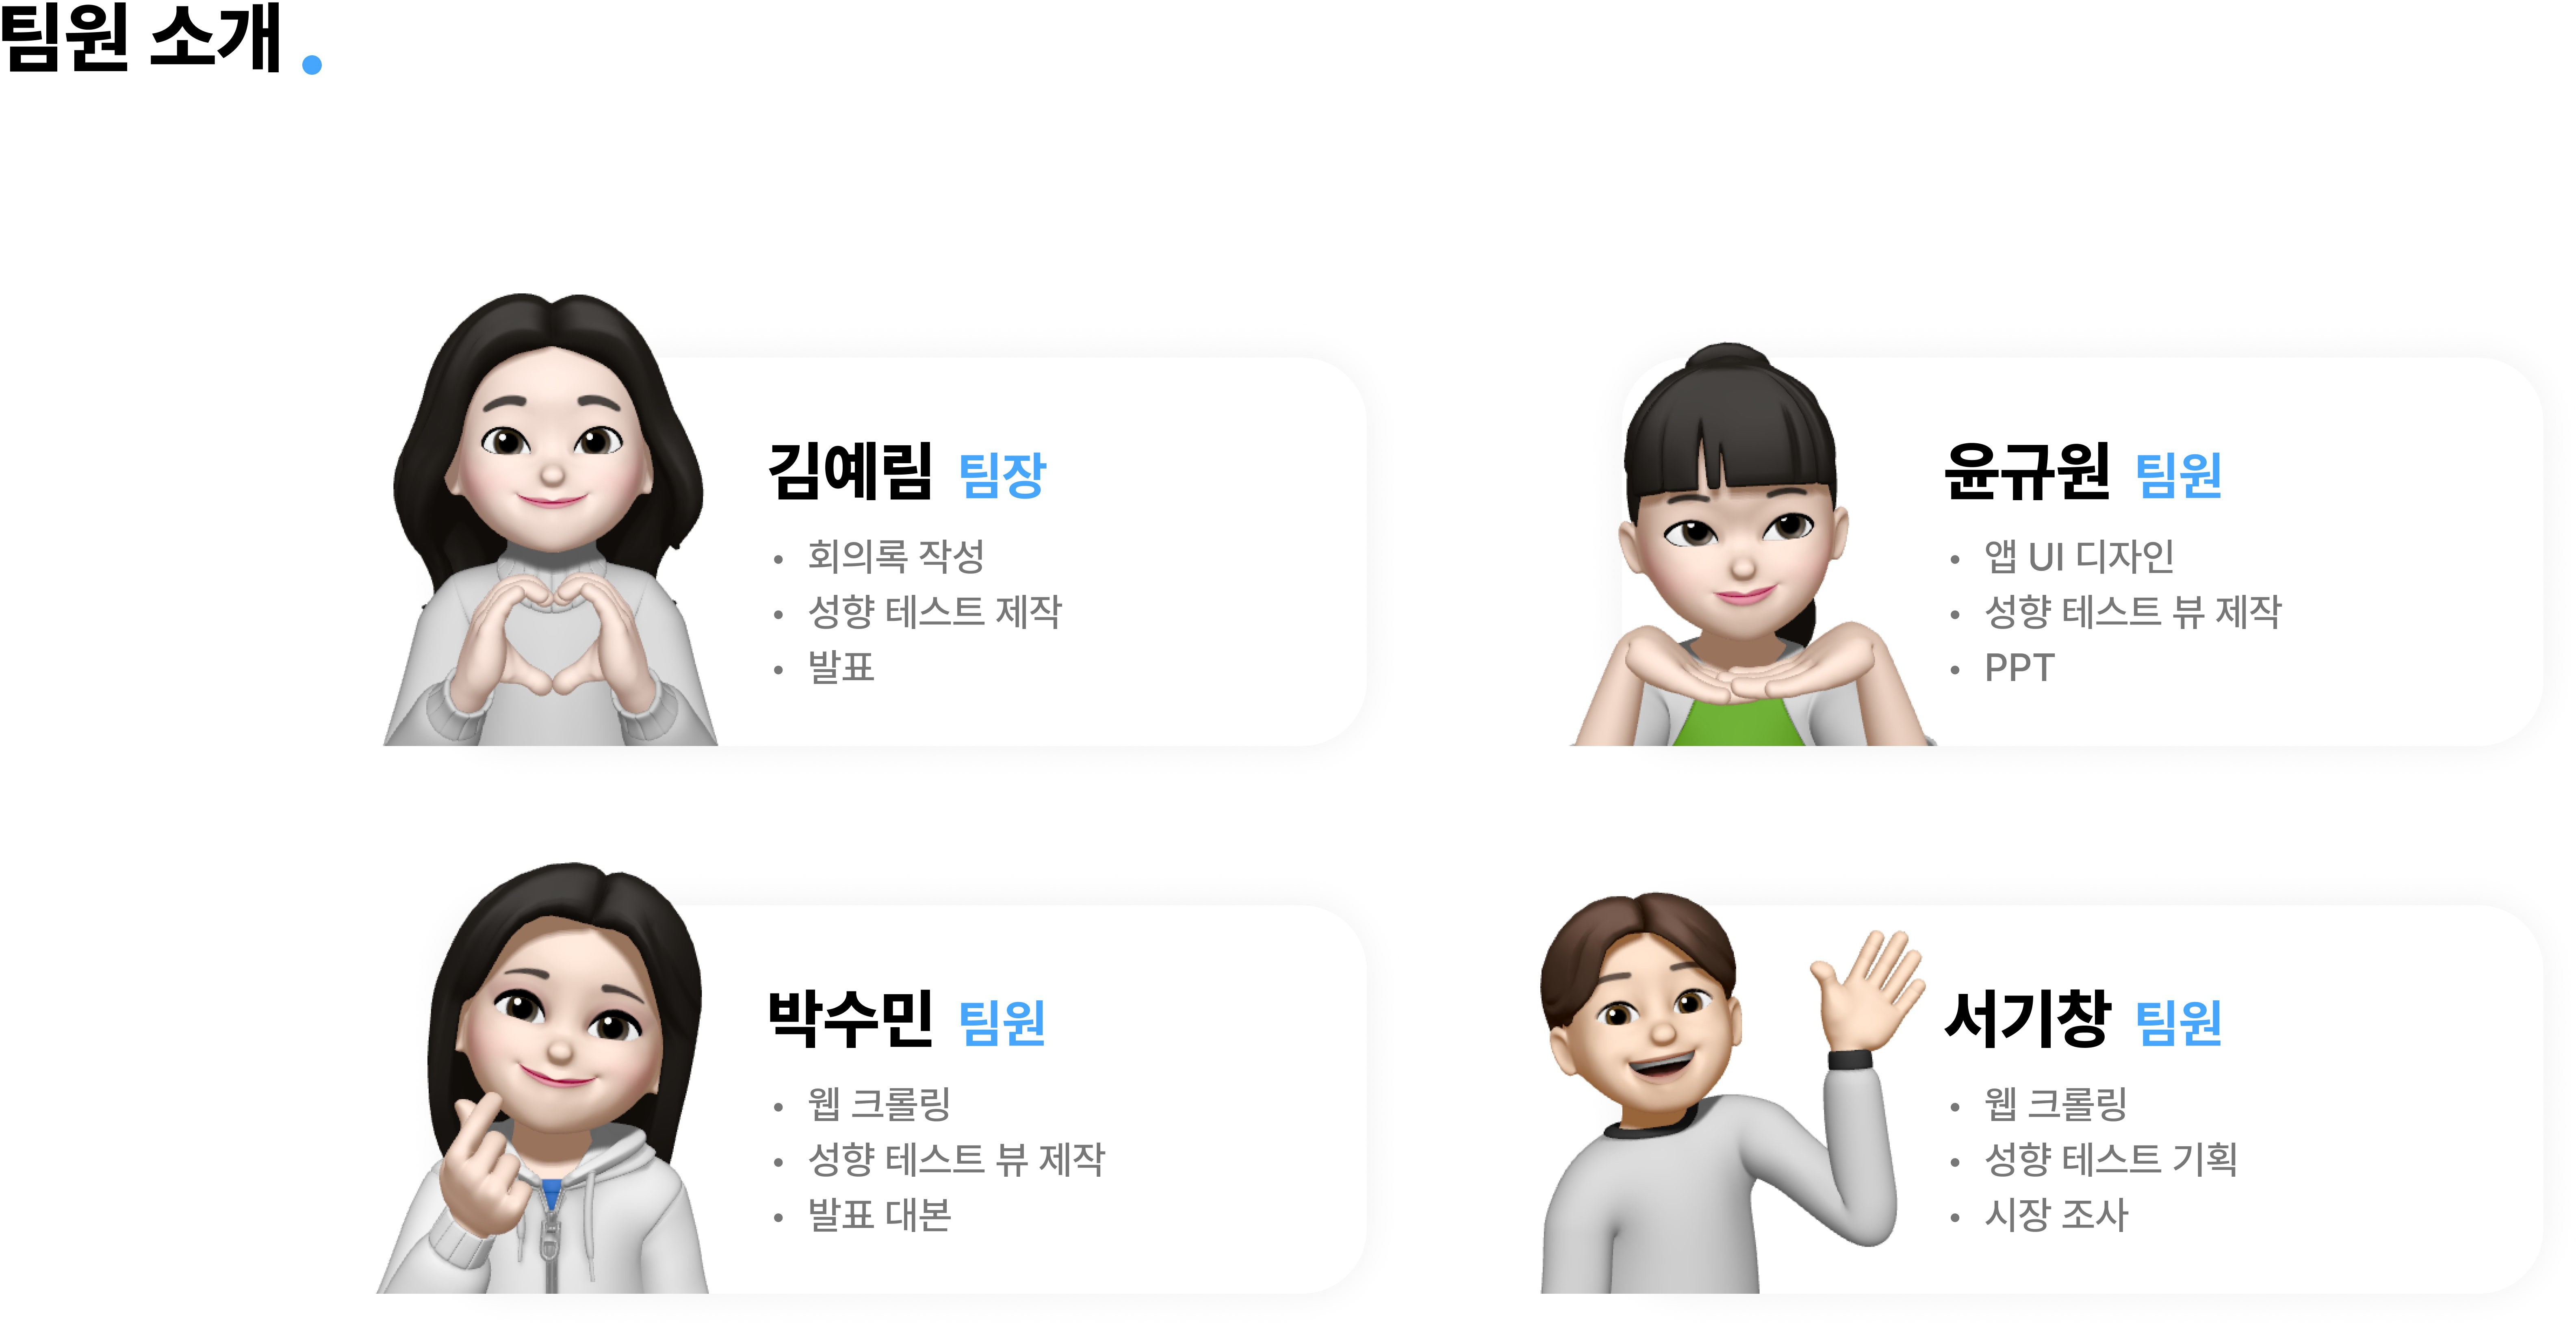 팀원 소개.
김예림 팀장
• 회의록 작성
• 성향 테스트 제작
• 발표
윤규원 팀원
• 앱 UI 디자인
• 성향 테스트 뷰 제작
• PPT
박수민 팀원
• 웹 크롤링
• 성향 테스트 뷰 제작
• 발표 대본
서기창 팀원
• 웹 크롤링
• 성향 테스트 기획
• 시장 조사